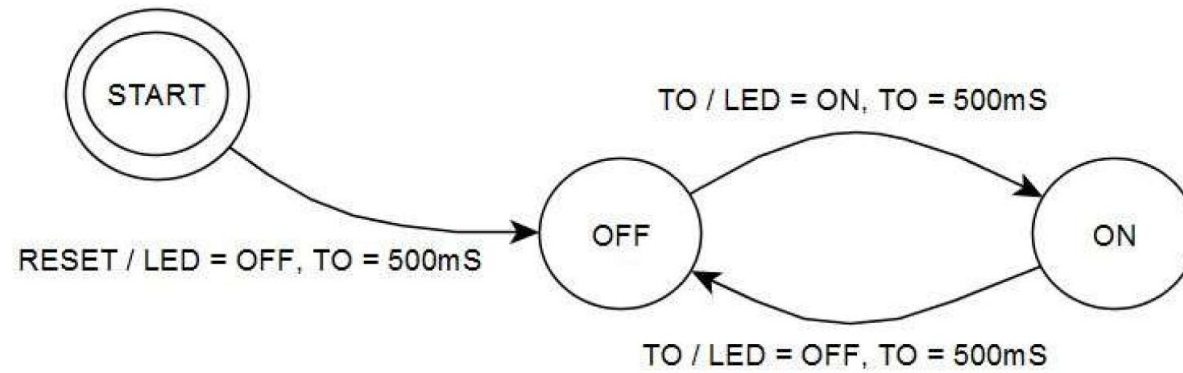 START
TO / LED = ON, TO = 500mS
OFF
ON
RESET / LED = OFF, TO = 500mS
TO / LED = OFF, TO = 500mS